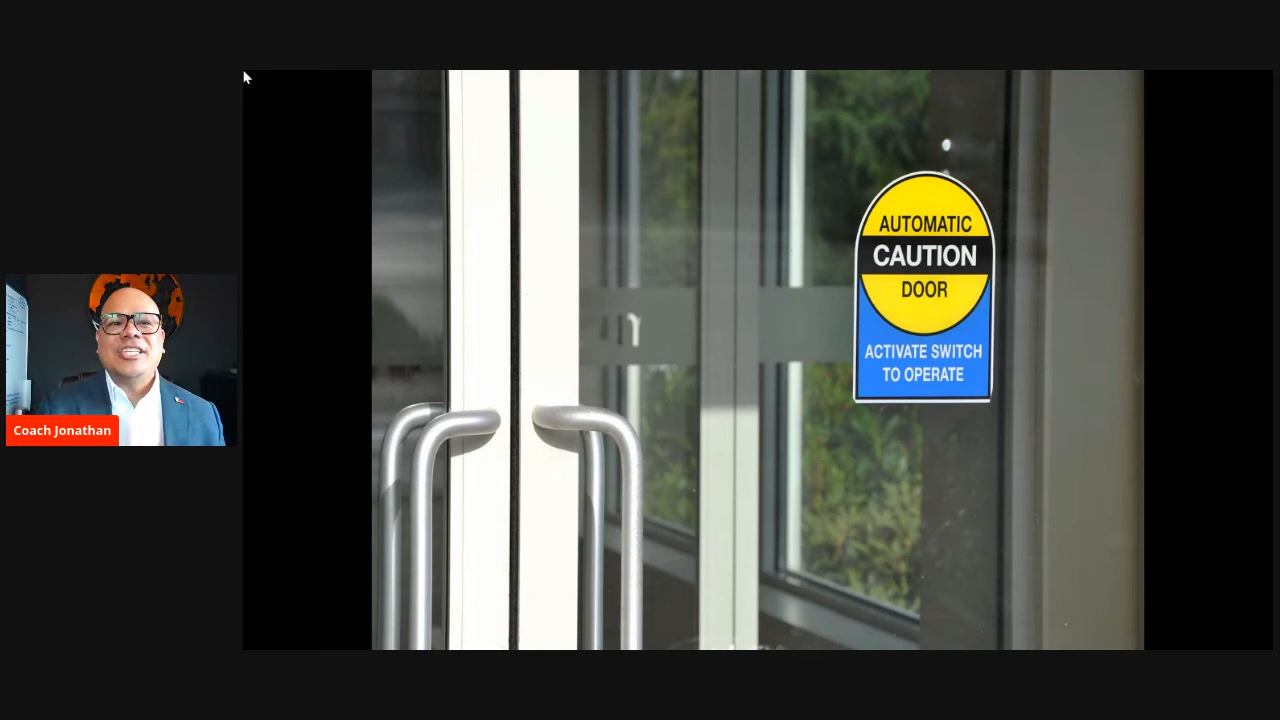 AUTOMATIC
CAUTION
DOOR
ACTIVATE SWITCH
TO OPERATE
Coach Jonathan